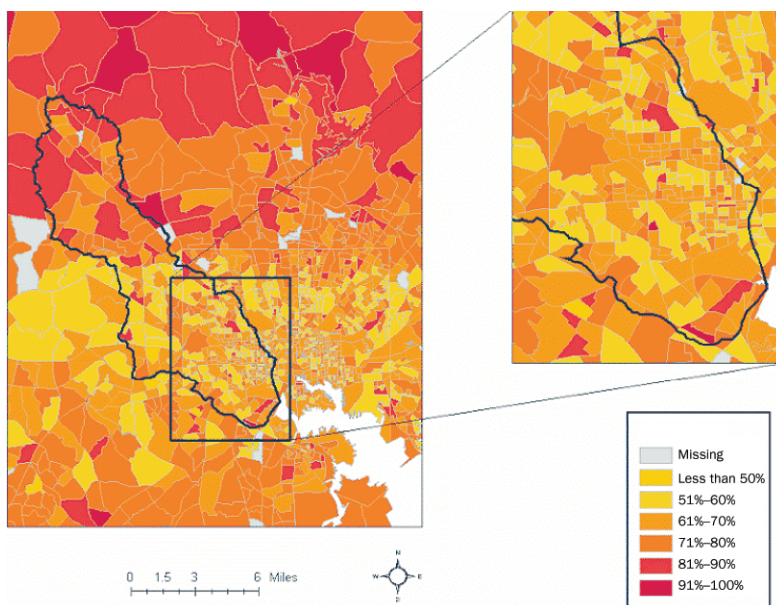 Missing
Less than 50%
51%–60%
61%–70%
71%–80%
81%–90%
91%–100%
0 1.5 3 6 Miles
N
W E
S